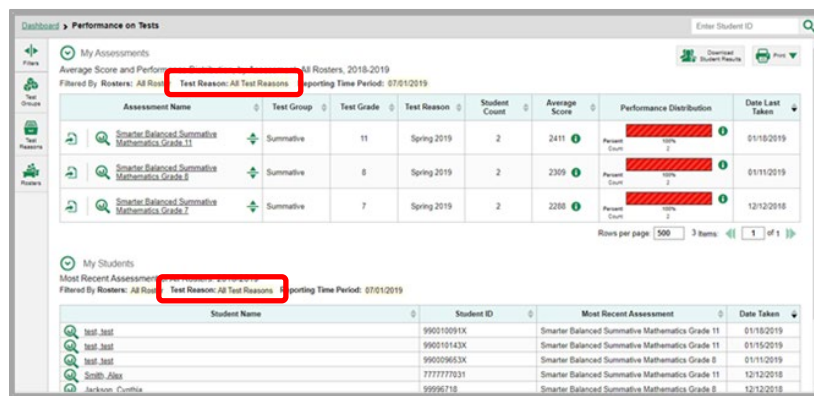 Dashboard > Performance on Tests
Enter Student ID
Filters
Test Groups
Test Reasons
Rosters
My Assessments
Download Student Results
Print
Average Score and Performance Distribution, by Assessment: All Rosters, 2018-2019
Filtered By Rosters: All Rosters Test Reason: All Test Reasons Reporting Time Period: 07/01/2019
Assessment Name Test Group Test Grade Test Reason Student Count Average Score Performance Distribution Date Last Taken
Smarter Balanced Summative Mathematics Grade 11 Summative 11 Spring 2019 2 2411 Percent 100% Count 2 01/18/2019
Smarter Balanced Summative Mathematics Grade 8 Summative 8 Spring 2019 2 2309 Percent 100% Count 2 01/11/2019
Smarter Balanced Summative Mathematics Grade 7 Summative 7 Spring 2019 2 2288 Percent 100% Count 2 12/12/2018
Rows per page: 500 3 items: 1 of 1
My Students
Most Recent Assessment: All Rosters, 2018-2019
Filtered By Rosters: All Rosters Test Reason: All Test Reasons Reporting Time Period: 07/01/2019
Student Name Student ID Most Recent Assessment Date Taken
test, test 990010091X Smarter Balanced Summative Mathematics Grade 11 01/18/2019
test, test 990010143X Smarter Balanced Summative Mathematics Grade 11 01/15/2019
test, test 990009653X Smarter Balanced Summative Mathematics Grade 8 01/11/2019
Smith, Alex 7777777031 Smarter Balanced Summative Mathematics Grade 11 12/12/2018
Jackson, Cynthia 99996718 Smarter Balanced Summative Mathematics Grade 8 12/12/2018